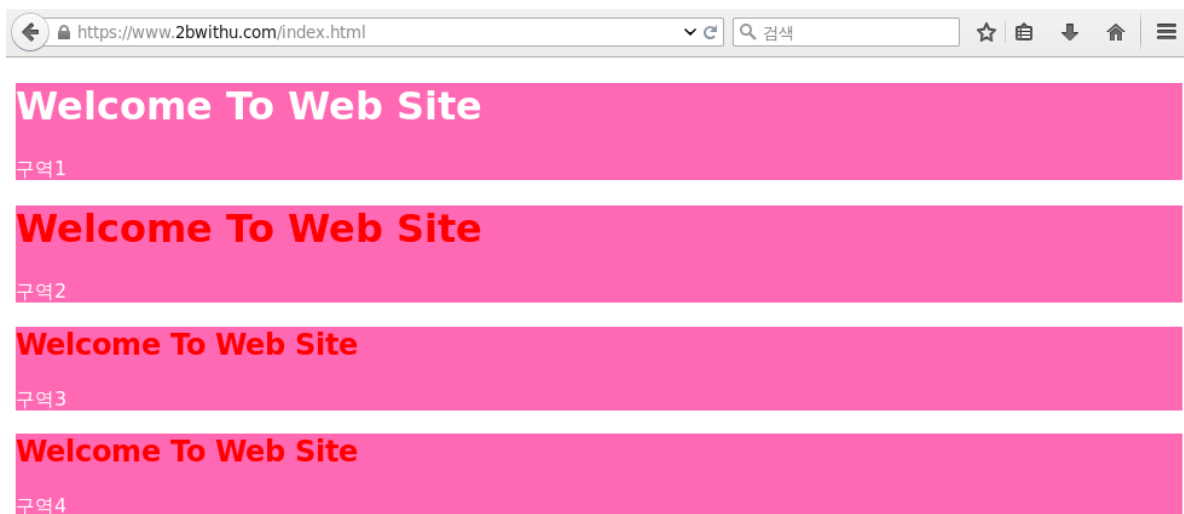 https://www.2bwithu.com/index.html 검색
Welcome To Web Site
구역1
Welcome To Web Site
구역2
Welcome To Web Site
구역3
Welcome To Web Site
구역4